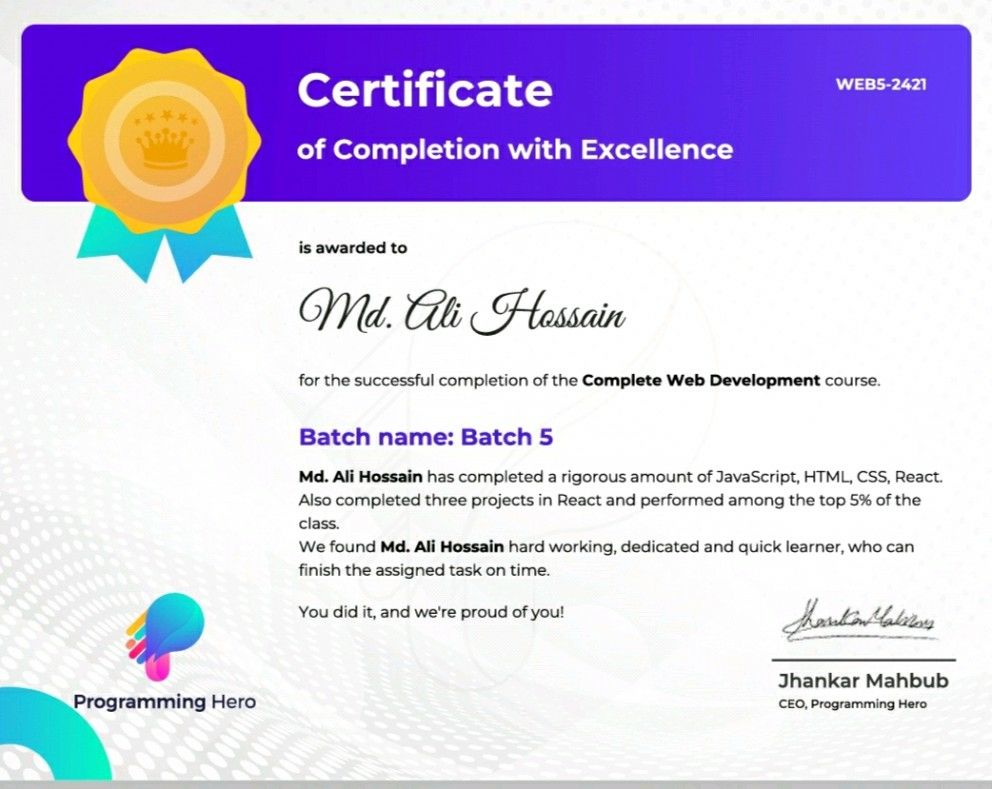 Certificate
WEB5-2421
of Completion with Excellence
is awarded to
Md. Ali Hossain
for the successful completion of the Complete Web Development course.
Batch name: Batch 5
Md. Ali Hossain has completed a rigorous amount of JavaScript, HTML, CSS, React.
Also completed three projects in React and performed among the top 5% of the
class.
We found Md. Ali Hossain hard working, dedicated and quick learner, who can
finish the assigned task on time.
You did it, and we're proud of you!
Jhankar Mahbub
Programming Hero
Jhankar Mahbub
CEO, Programming Hero